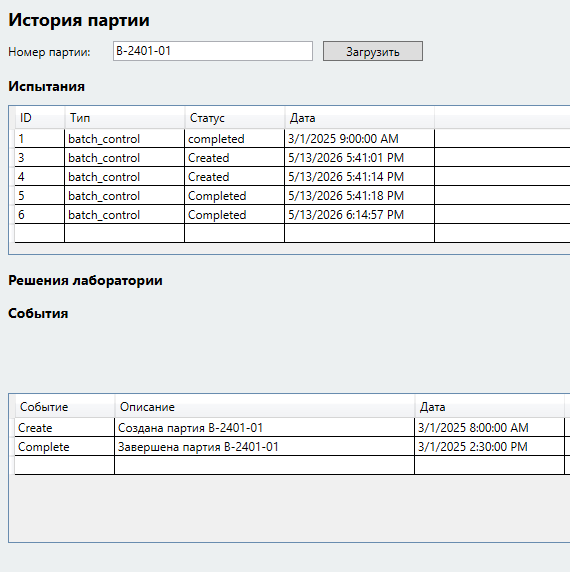 История партии
Номер партии: B-2401-01 Загрузить
Испытания
ID Тип Статус Дата
1 batch_control completed 3/1/2025 9:00:00 AM
3 batch_control Created 5/13/2026 5:41:01 PM
4 batch_control Created 5/13/2026 5:41:14 PM
5 batch_control Completed 5/13/2026 5:41:18 PM
6 batch_control Completed 5/13/2026 6:14:57 PM
Решения лаборатории
События
Событие Описание Дата
Create Создана партия B-2401-01 3/1/2025 8:00:00 AM
Complete Завершена партия B-2401-01 3/1/2025 2:30:00 PM